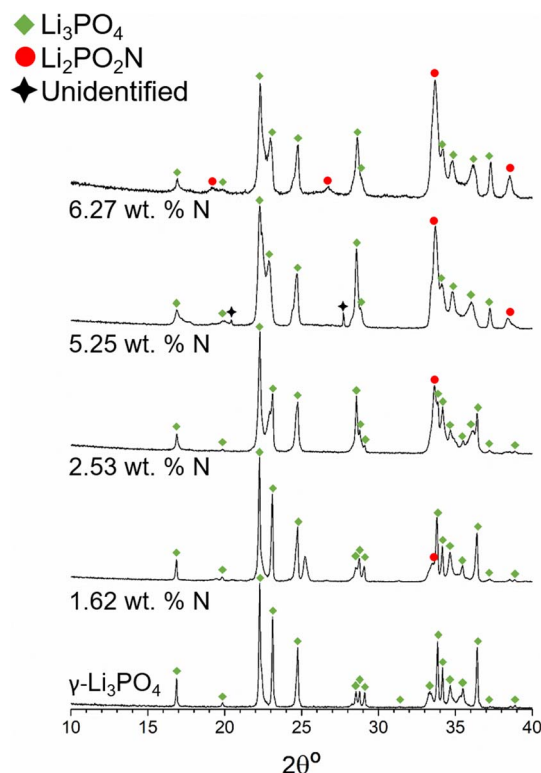 Li₃PO₄
Li₂PO₂N
Unidentified
6.27 wt. % N
5.25 wt. % N
2.53 wt. % N
1.62 wt. % N
γ-Li₃PO₄
10 15 20 25 30 35 40
2θº